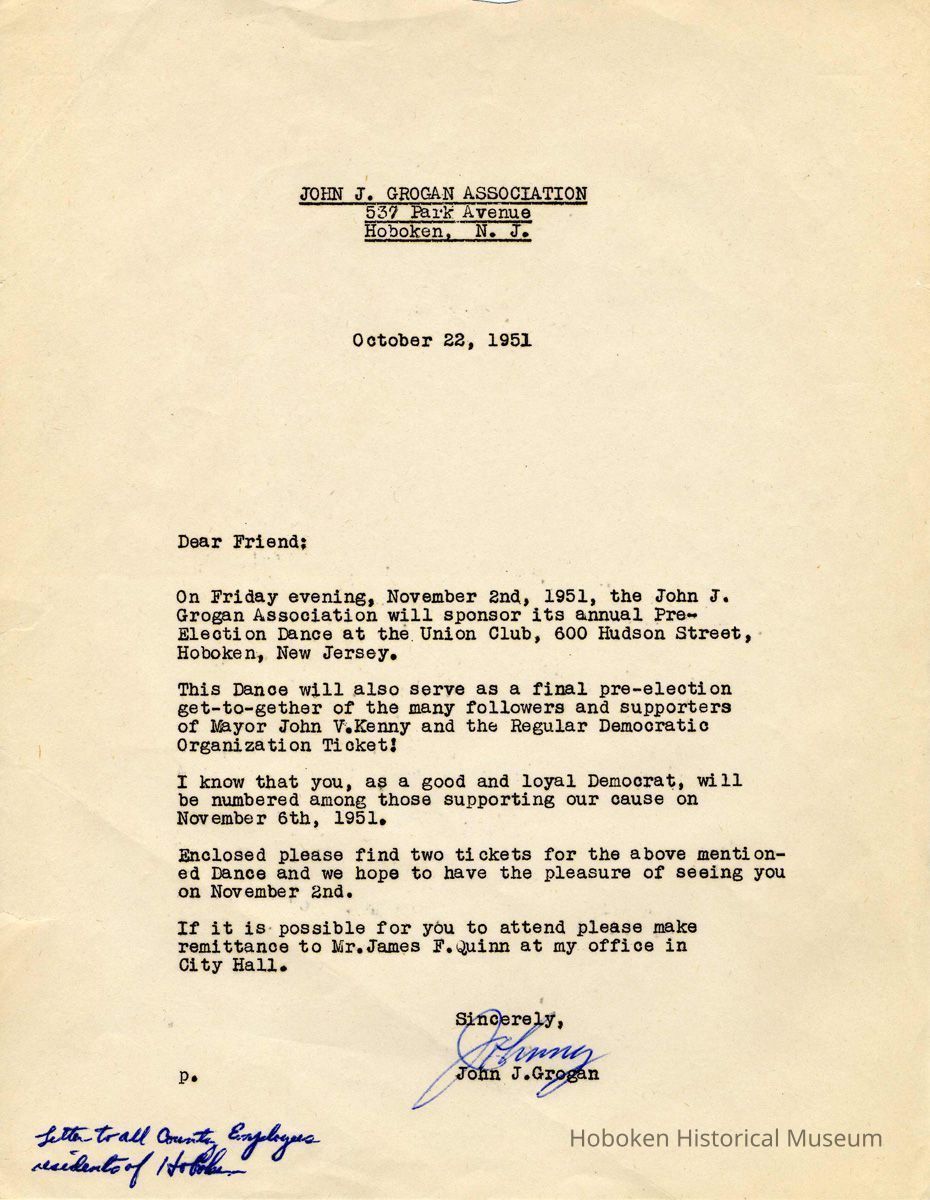 JOHN J. GROGAN ASSOCIATION
537 Park Avenue
Hoboken, N. J.
October 22, 1951
Dear Friend:
On Friday evening, November 2nd, 1951, the John J.
Grogan Association will sponsor its annual Pre-
Election Dance at the Union Club, 600 Hudson Street,
Hoboken, New Jersey.
This Dance will also serve as a final pre-election
get-to-gether of the many followers and supporters
of Mayor John V.Kenny and the Regular Democratic
Organization Ticket!
I know that you, as a good and loyal Democrat, will
be numbered among those supporting our cause on
November 6th, 1951.
Enclosed please find two tickets for the above mention-
ed Dance and we hope to have the pleasure of seeing you
on November 2nd.
If it is possible for you to attend please make
remittance to Mr.James F.Quinn at my office in
City Hall.
Sincerely,
Johnny
John J.Grogan
p.
Letter to all County Employees
residents of Hoboken
Hoboken Historical Museum